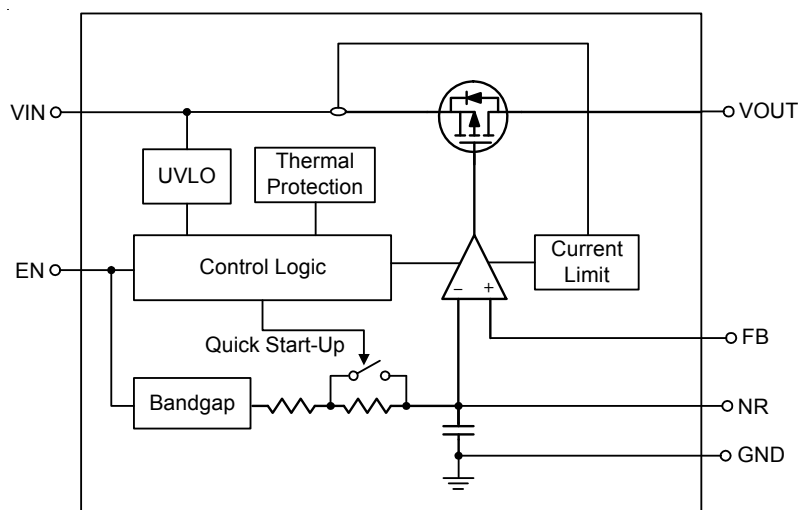 VIN
VOUT
UVLO
Thermal
Protection
EN
Control Logic
Current
Limit
− +
Quick Start-Up
FB
Bandgap
NR
GND